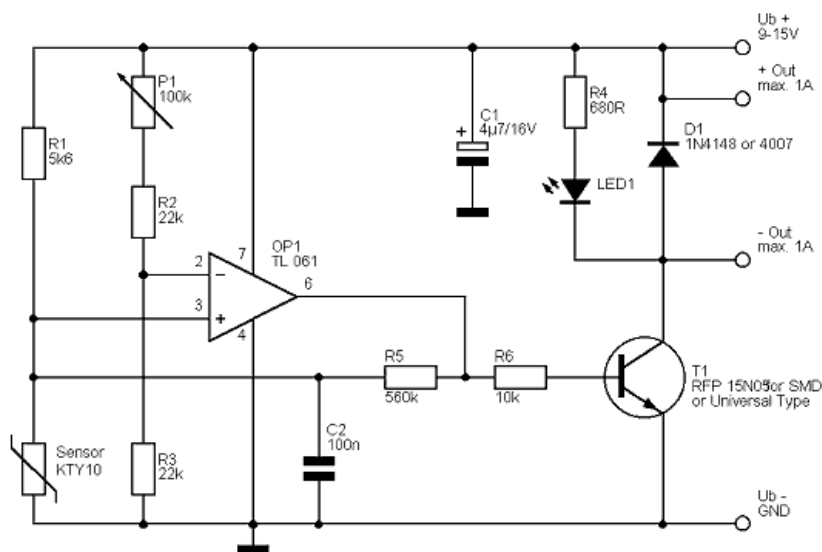 Ub +
9-15V
+ Out
max. 1A
P1
100k
R4
680R
C1
+
4µ7/16V
R1
5k6
D1
1N4148 or 4007
LED1
R2
22k
OP1
TL 061
- Out
max. 1A
7
2
−
6
3
+
4
R5
560k
R6
10k
T1
RFP 15N05for SMD
or Universal Type
C2
100n
Sensor
KTY10
R3
22k
Ub -
GND